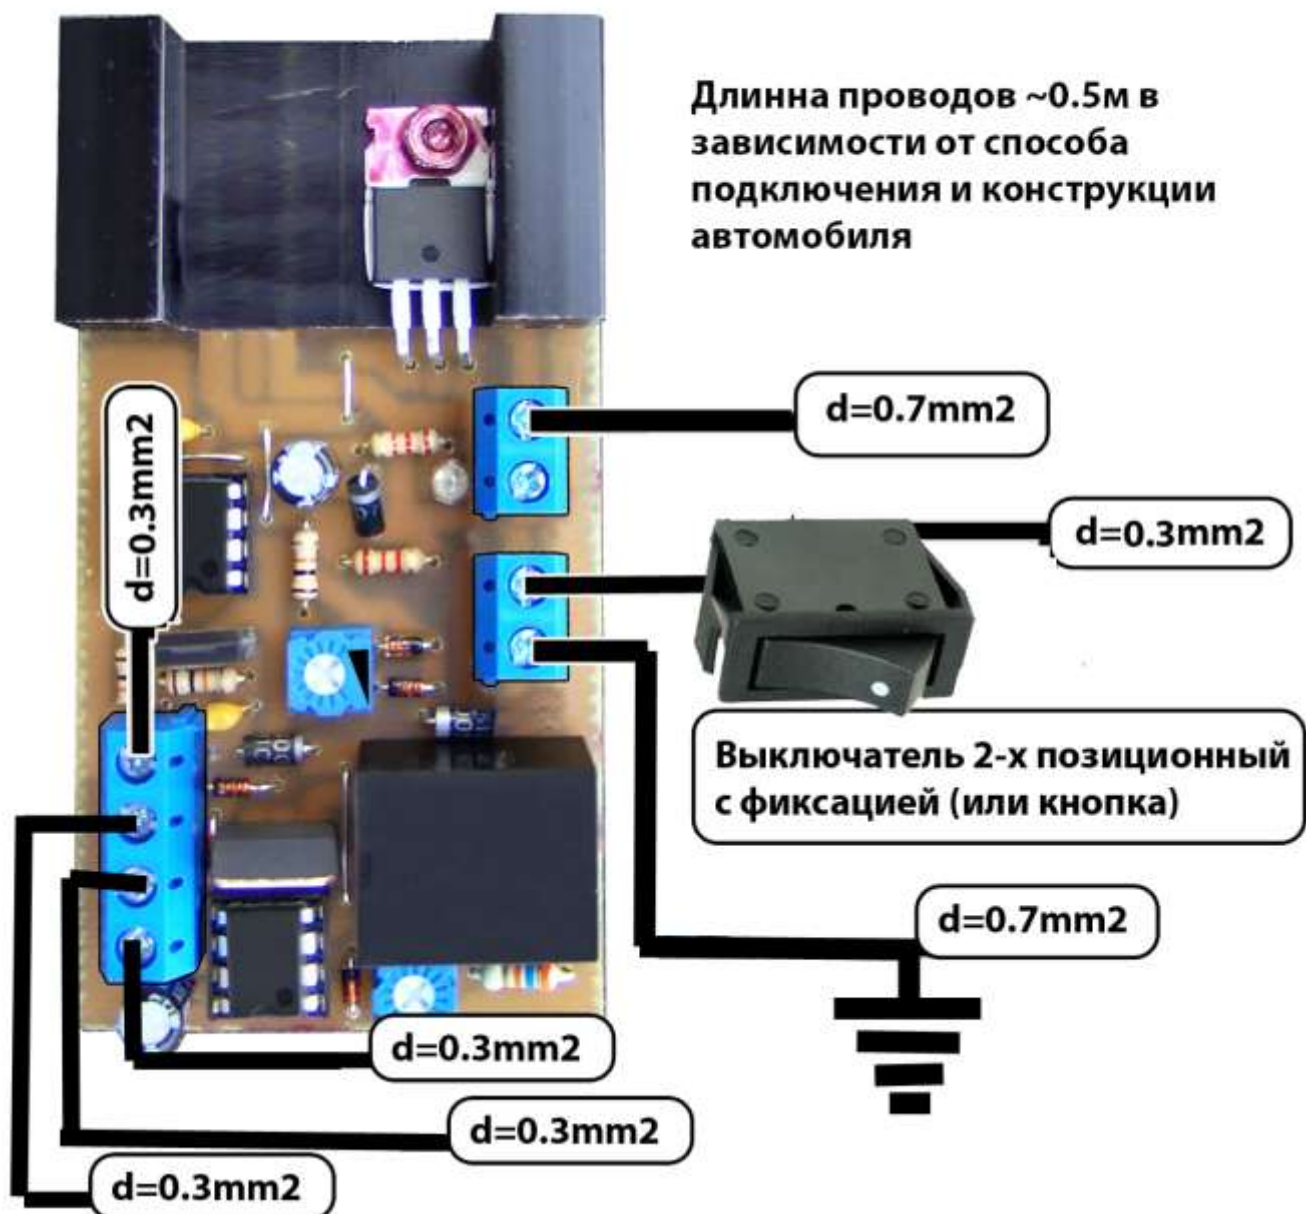 Длинна проводов ~0.5м в
зависимости от способа
подключения и конструкции
автомобиля
d=0.7mm2
d=0.3mm2
d=0.3mm2
Выключатель 2-х позиционный
с фиксацией (или кнопка)
d=0.7mm2
d=0.3mm2
d=0.3mm2
d=0.3mm2